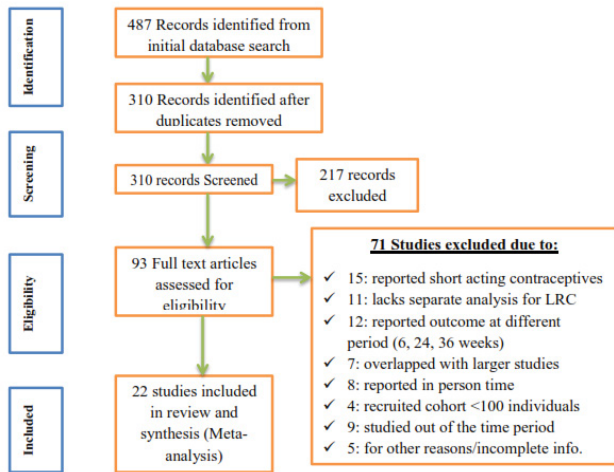 Identification
487 Records identified from
initial database search
310 Records identified after
duplicates removed
Screening
310 records Screened
217 records
excluded
Eligibility
93 Full text articles
assessed for
eligibility
71 Studies excluded due to:
✓ 15: reported short acting contraceptives
✓ 11: lacks separate analysis for LRC
✓ 12: reported outcome at different
period (6, 24, 36 weeks)
✓ 7: overlapped with larger studies
✓ 8: reported in person time
✓ 4: recruited cohort <100 individuals
✓ 9: studied out of the time period
✓ 5: for other reasons/incomplete info.
Included
22 studies included
in review and
synthesis (Meta-
analysis)